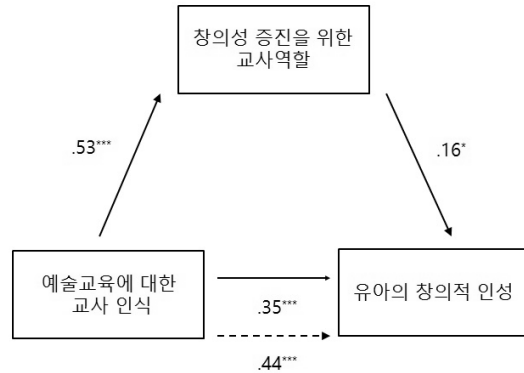 창의성 증진을 위한
교사역할
.53***
.16*
예술교육에 대한
교사 인식
.35***
유아의 창의적 인성
.44***